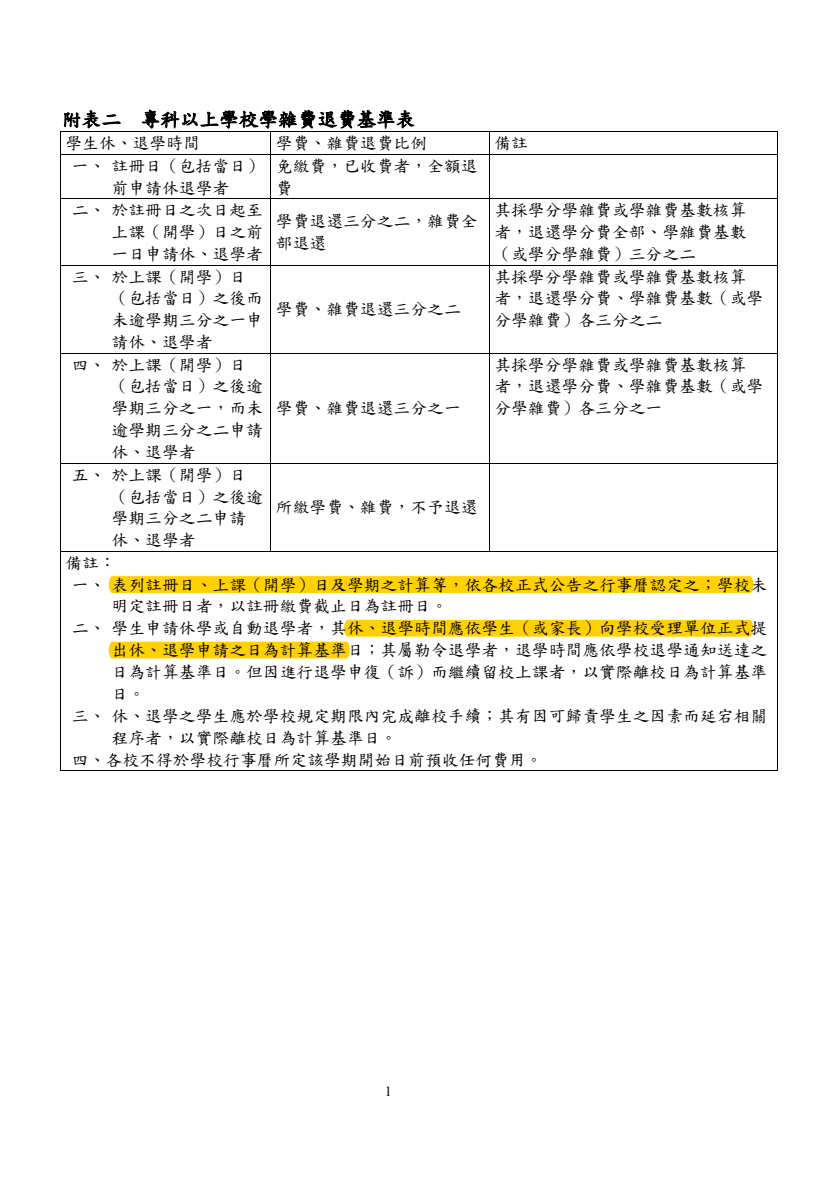 附表二　專科以上學校學雜費退費基準表
學生休、退學時間
學費、雜費退費比例
備註
一、 註冊日（包括當日）
前申請休退學者
免繳費，已收費者，全額退
費
二、 於註冊日之次日起至
上課（開學）日之前
一日申請休、退學者
學費退還三分之二，雜費全
部退還
其採學分學雜費或學雜費基數核算
者，退還學分費全部、學雜費基數
（或學分學雜費）三分之二
三、 於上課（開學）日
（包括當日）之後而
未逾學期三分之一申
請休、退學者
學費、雜費退還三分之二
其採學分學雜費或學雜費基數核算
者，退還學分費、學雜費基數（或學
分學雜費）各三分之二
四、 於上課（開學）日
（包括當日）之後逾
學期三分之一，而未
逾學期三分之二申請
休、退學者
學費、雜費退還三分之一
其採學分學雜費或學雜費基數核算
者，退還學分費、學雜費基數（或學
分學雜費）各三分之一
五、 於上課（開學）日
（包括當日）之後逾
學期三分之二申請
休、退學者
所繳學費、雜費，不予退還
備註：
一、 表列註冊日、上課（開學）日及學期之計算等，依各校正式公告之行事曆認定之；學校未
明定註冊日者，以註冊繳費截止日為註冊日。
二、 學生申請休學或自動退學者，其休、退學時間應依學生（或家長）向學校受理單位正式提
出休、退學申請之日為計算基準日；其屬勒令退學者，退學時間應依學校退學通知送達之
日為計算基準日。但因進行退學申復（訴）而繼續留校上課者，以實際離校日為計算基準
日。
三、 休、退學之學生應於學校規定期限內完成離校手續；其有因可歸責學生之因素而延宕相關
程序者，以實際離校日為計算基準日。
四、各校不得於學校行事曆所定該學期開始日前預收任何費用。
1